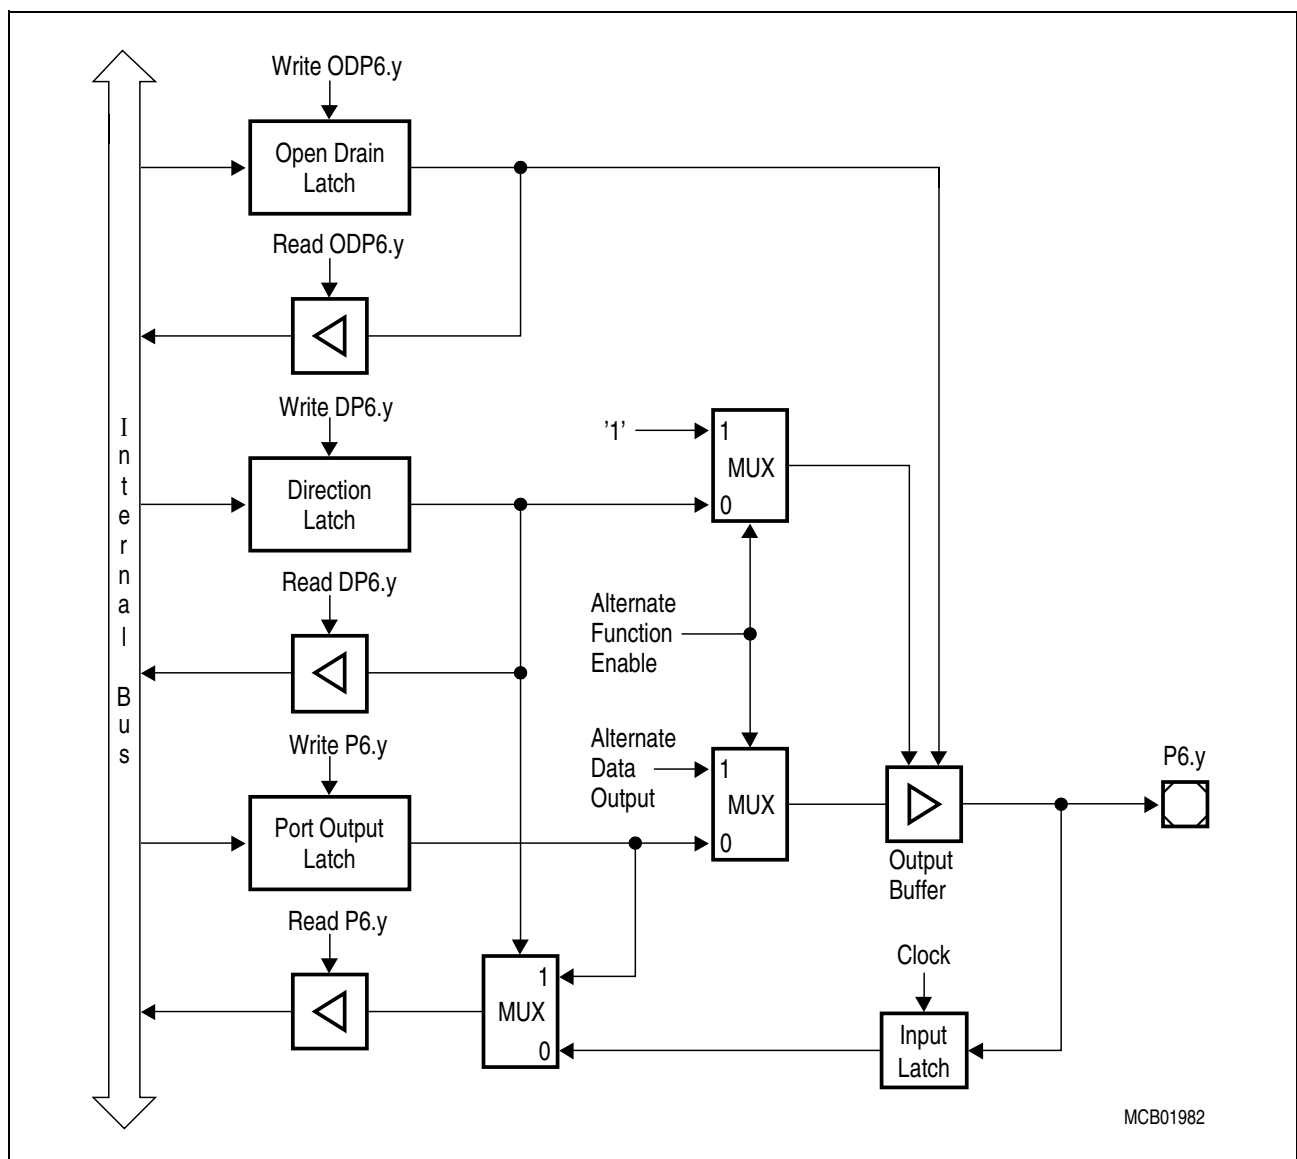 Write ODP6.y
Open Drain
Latch
Read ODP6.y
Internal Bus
Write DP6.y
Direction
Latch
Read DP6.y
'1'
1
MUX
0
Alternate
Function
Enable
Alternate
Data
Output
1
MUX
0
Write P6.y
Port Output
Latch
Read P6.y
1
MUX
0
Output
Buffer
P6.y
Clock
Input
Latch
MCB01982